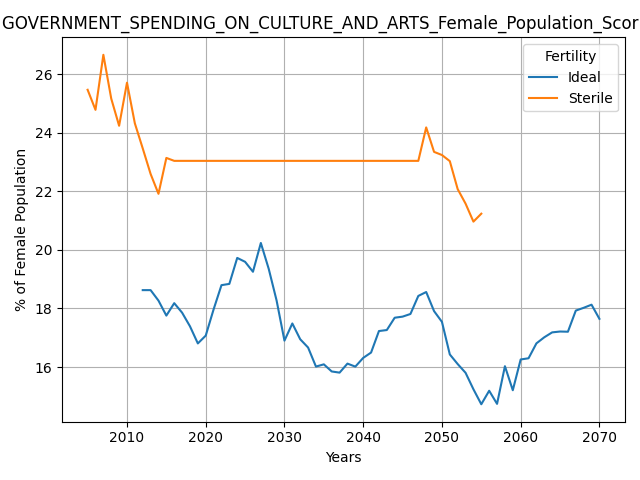 GOVERNMENT_SPENDING_ON_CULTURE_AND_ARTS_Female_Population_Scor
Fertility
Ideal
Sterile
% of Female Population
26
24
22
20
18
16
2010 2020 2030 2040 2050 2060 2070
Years